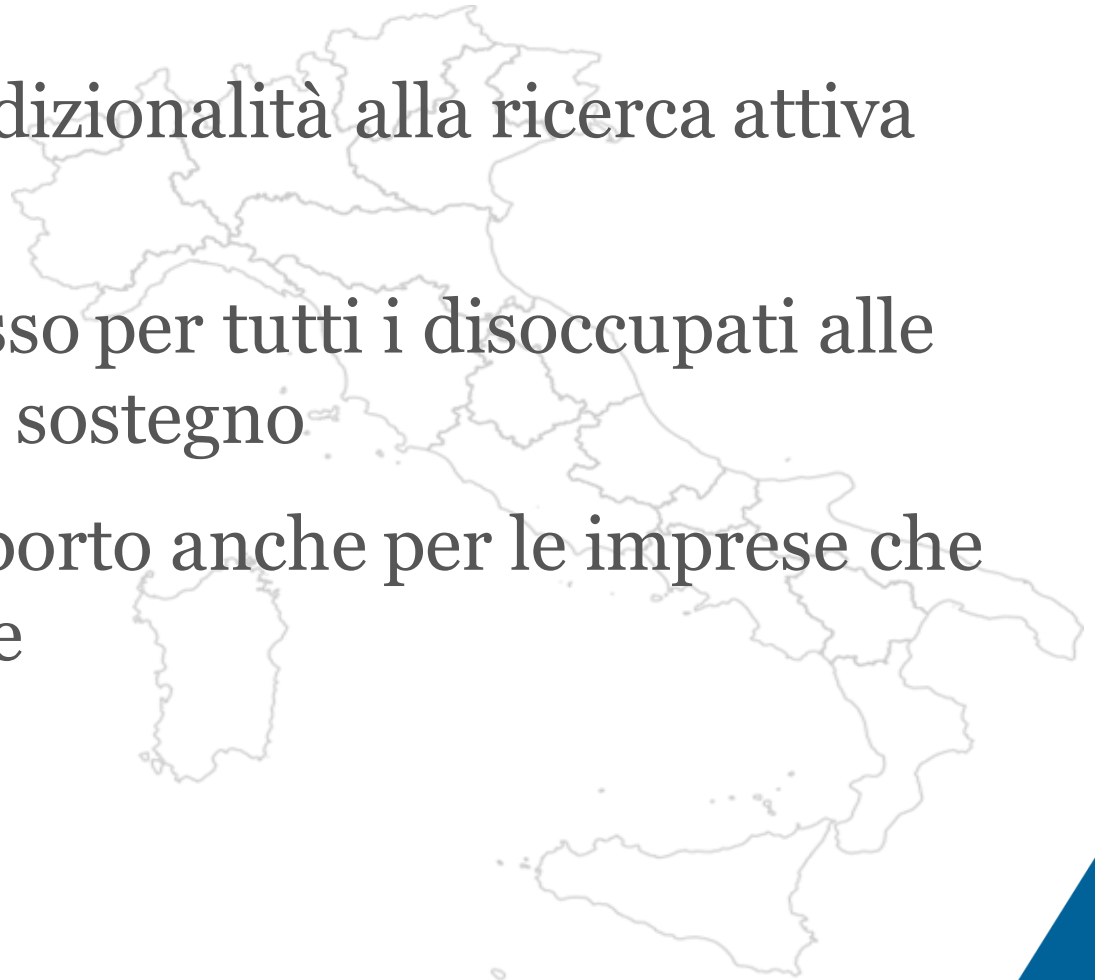 dizionalità alla ricerca attiva
sso per tutti i disoccupati alle
sostegno
porto anche per le imprese che
e